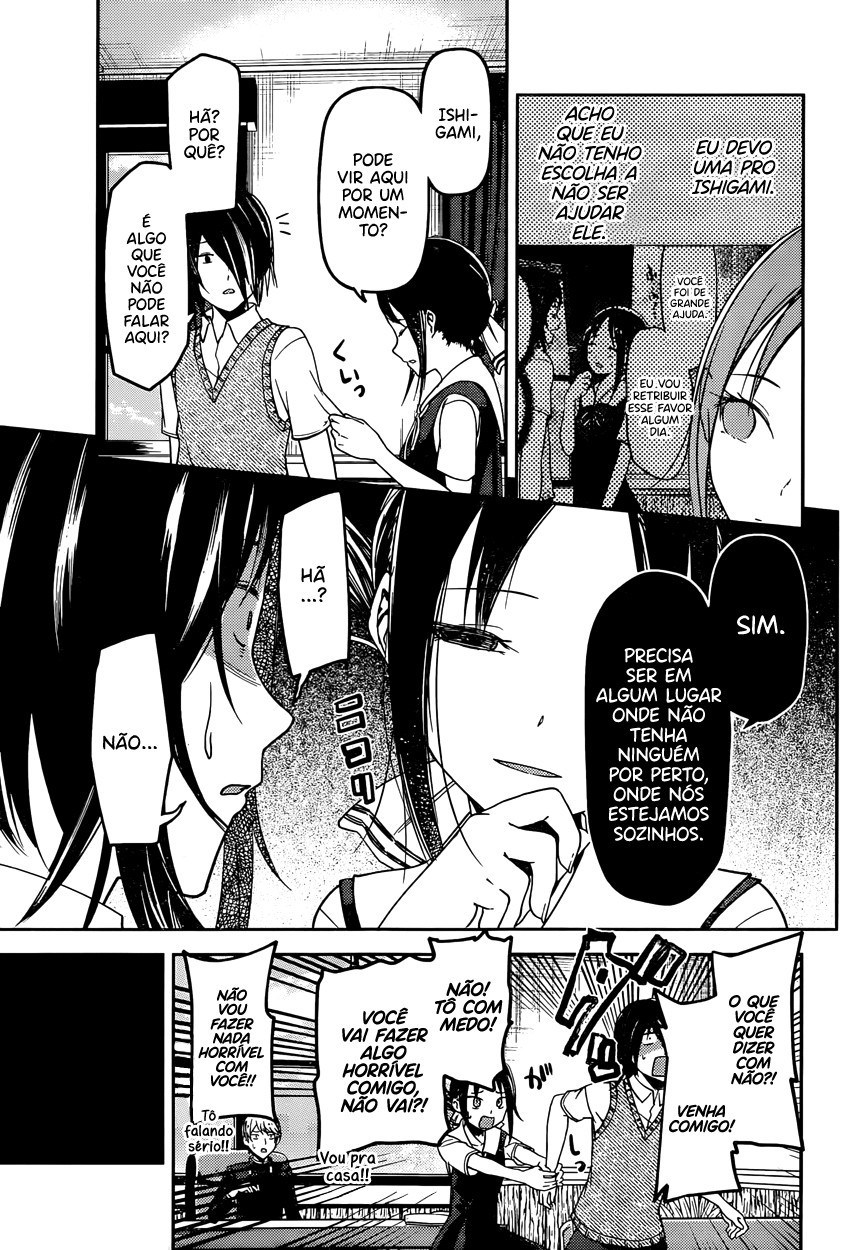 EU DEVO
UMA PRO
ISHIGAMI.
ACHO
QUE EU
NÃO TENHO
ESCOLHA A
NÃO SER
AJUDAR
ELE.
VOCÊ
FOI DE
GRANDE
AJUDA.
EU VOU
RETRIBUIR
ESSE FAVOR
ALGUM
DIA.
ISHI-
GAMI,
PODE
VIR AQUI
POR UM
MOMEN-
TO?
くいっ
HÃ?
POR
QUÊ?
É
ALGO
QUE VOCÊ
NÃO
PODE
FALAR
AQUI?
SIM.
PRECISA
SER EM
ALGUM LUGAR
ONDE NÃO
TENHA
NINGUÉM
POR PERTO,
ONDE NÓS
ESTEJAMOS
SOZINHOS.
HÃ
...?
NÃO...
O QUE
VOCÊ
QUER
DIZER
COM
NÃO?!
VENHA
COMIGO!
NÃO!
TÔ COM
MEDO!
VOCÊ
VAI FAZER
ALGO
HORRÍVEL
COMIGO,
NÃO VAI?!
Vou pra
casa!!
NÃO
VOU
FAZER
NADA
HORRÍVEL
COM
VOCÊ!!
Tô
falando
sério!!